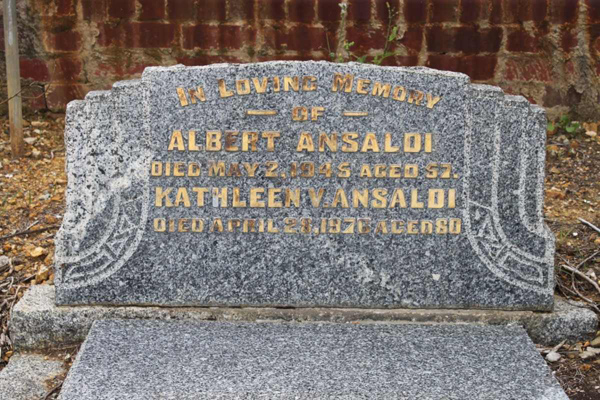 In Loving Memory
OF
ALBERT ANSALDI
DIED MAY 2, 1945 AGED 57.
KATHLEEN V. ANSALDI
DIED APRIL 28, 1976 AGED 80